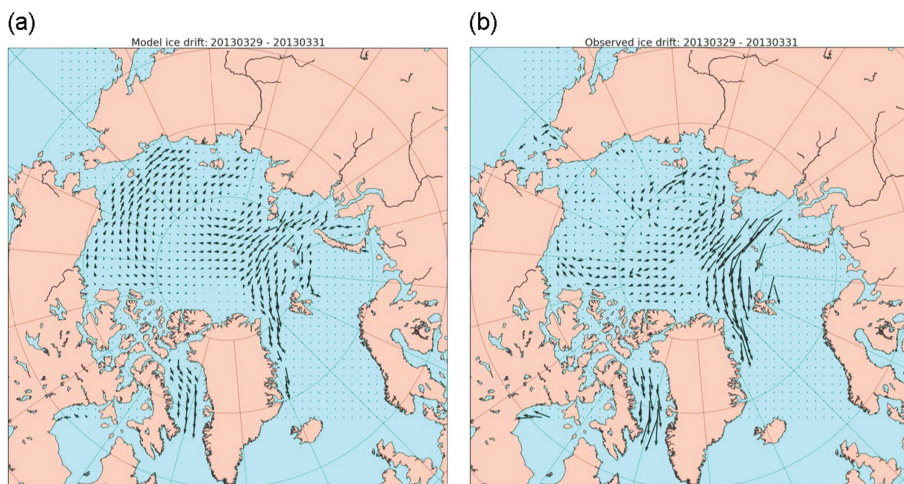 (a)
Model ice drift: 20130329 - 20130331
(b)
Observed ice drift: 20130329 - 20130331